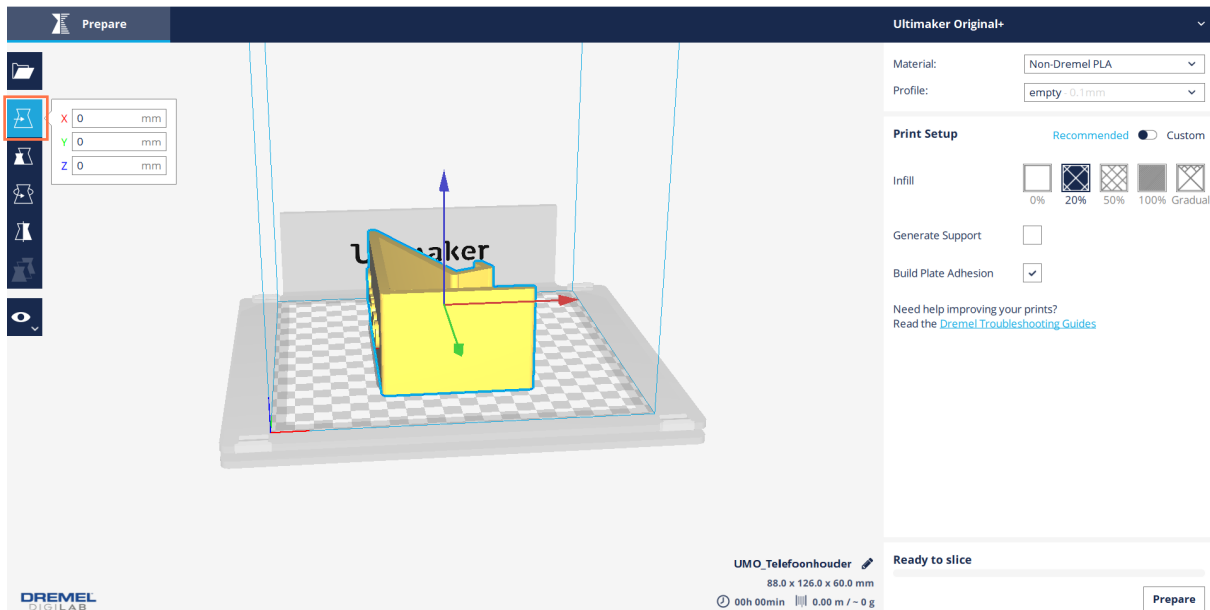 Prepare
Ultimaker Original+
Material:
Non-Dremel PLA
Profile:
empty - 0.1mm
X 0 mm
Y 0 mm
Z 0 mm
Print Setup
Recommended
Custom
Infill
0% 20% 50% 100% Gradual
Generate Support
Build Plate Adhesion
Need help improving your prints?
Read the Dremel Troubleshooting Guides
UMO_Telefoonhouder
88.0 x 126.0 x 60.0 mm
00h 00min 0.00 m / ~ 0 g
Ready to slice
Prepare
DREMEL
DIGILAB